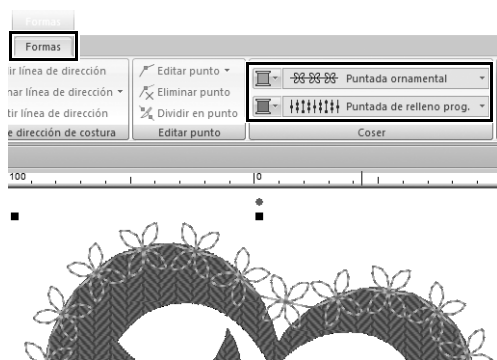 Formas
Formas
ir línea de dirección
nar línea de dirección
tir línea de dirección
e dirección de costura
Editar punto
Eliminar punto
Dividir en punto
Editar punto
Puntada ornamental
Puntada de relleno prog.
Coser
100
0